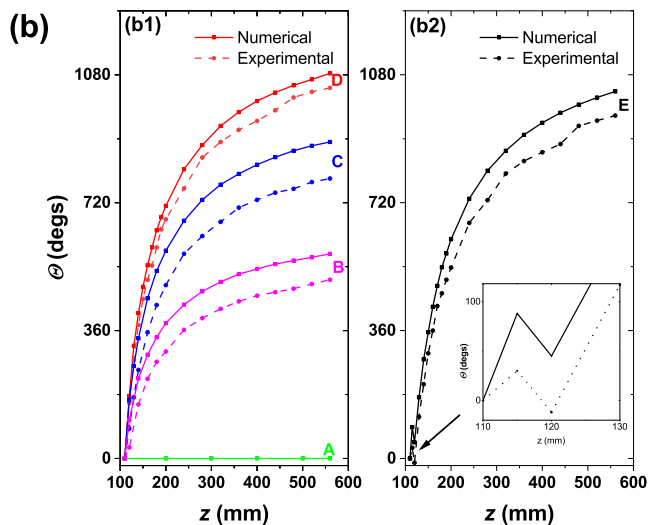 (b)
(b1)
Numerical
Experimental
1080
720
360
0
Θ (degs)
D
C
B
A
100 200 300 400 500 600
z (mm)
(b2)
Numerical
Experimental
1080
720
360
0
E
100
0
Θ (degs)
110 120 130
z (mm)
100 200 300 400 500 600
z (mm)